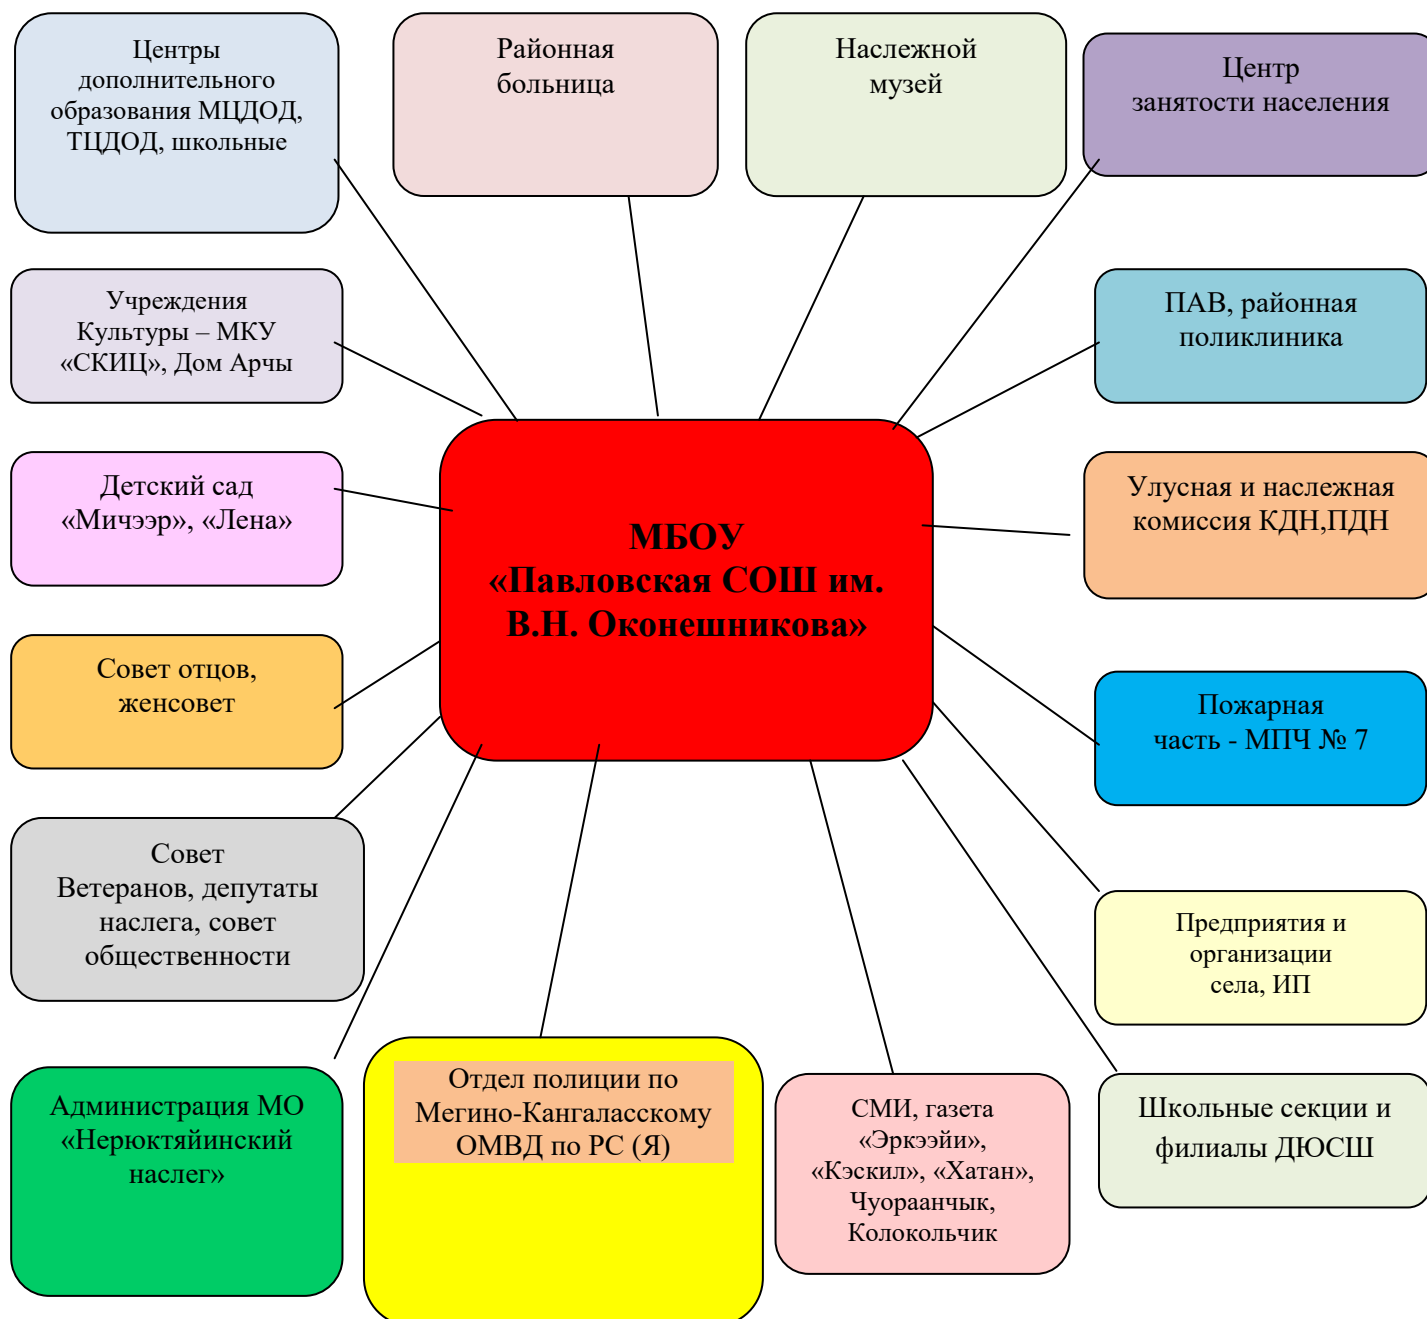 Центры
дополнительного
образования МЦДОД,
ТЦДОД, школьные
Районная
больница
Наслежной
музей
Центр
занятости населения
Учреждения
Культуры – МКУ
«СКИЦ», Дом Арчы
ПАВ, районная
поликлиника
Детский сад
«Мичээр», «Лена»
МБОУ
«Павловская СОШ им.
В.Н. Оконешникова»
Улусная и наслежная
комиссия КДН,ПДН
Совет отцов,
женсовет
Пожарная
часть - МПЧ № 7
Совет
Ветеранов, депутаты
наслега, совет
общественности
Предприятия и
организации
села, ИП
Администрация МО
«Нерюктяйинский
наслег»
Отдел полиции по
Мегино-Кангаласскому
ОМВД по РС (Я)
СМИ, газета
«Эркээйи»,
«Кэскил», «Хатан»,
Чуораанчык,
Колокольчик
Школьные секции и
филиалы ДЮСШ